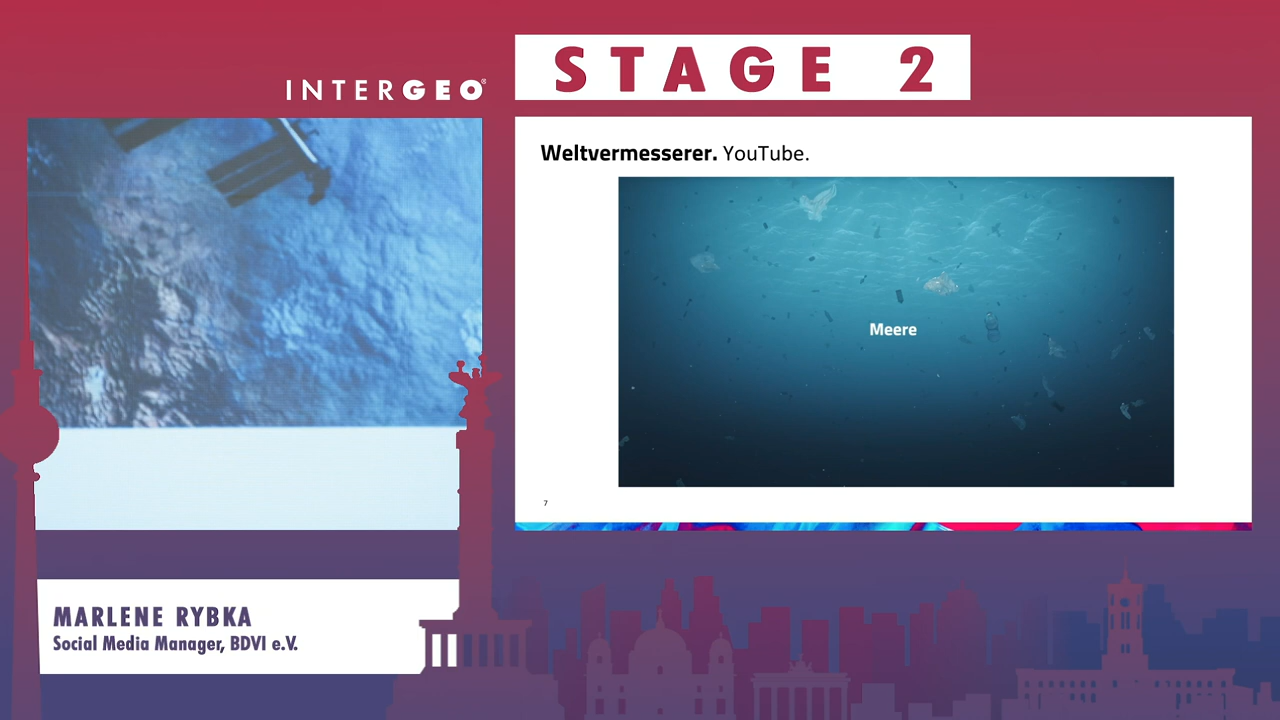 INTERGEO®
STAGE 2
Weltvermesserer. YouTube.
Meere
7
MARLENE RYBKA
Social Media Manager, BDVI e.V.